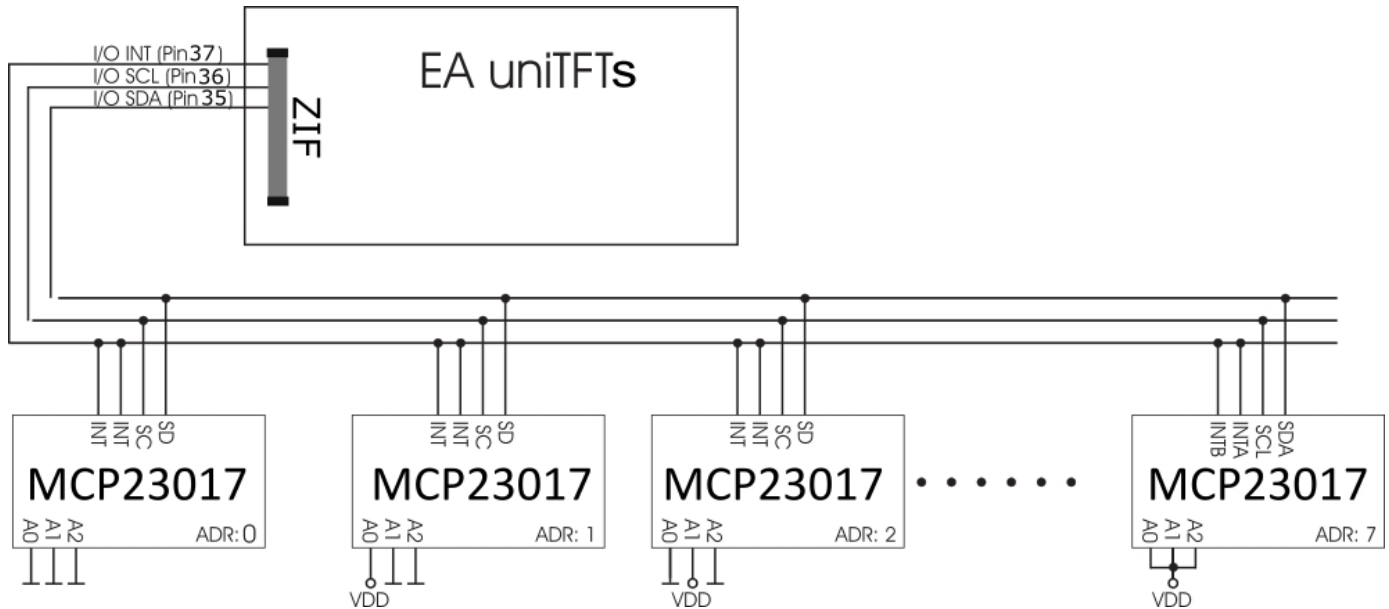 I/O INT (Pin37)
I/O SCL (Pin36)
I/O SDA (Pin35)
ZIF
EA uniTFTs
INT INT SC SD
MCP23017
A0 A1 A2 ADR: 0
INT INT SC SD
MCP23017
A0 A1 A2 ADR: 1
VDD
INT INT SC SD
MCP23017
A0 A1 A2 ADR: 2
VDD
INTB INTA SCL SDA
MCP23017
A0 A1 A2 ADR: 7
VDD